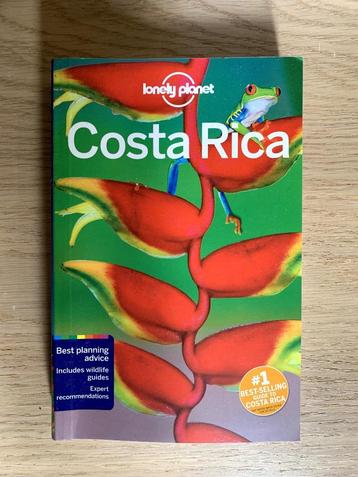 lonely planet
Costa Rica
Best planning
advice
Includes wildlife
guides
Expert
recommendations
#1
BEST-SELLING
GUIDE TO
COSTA RICA